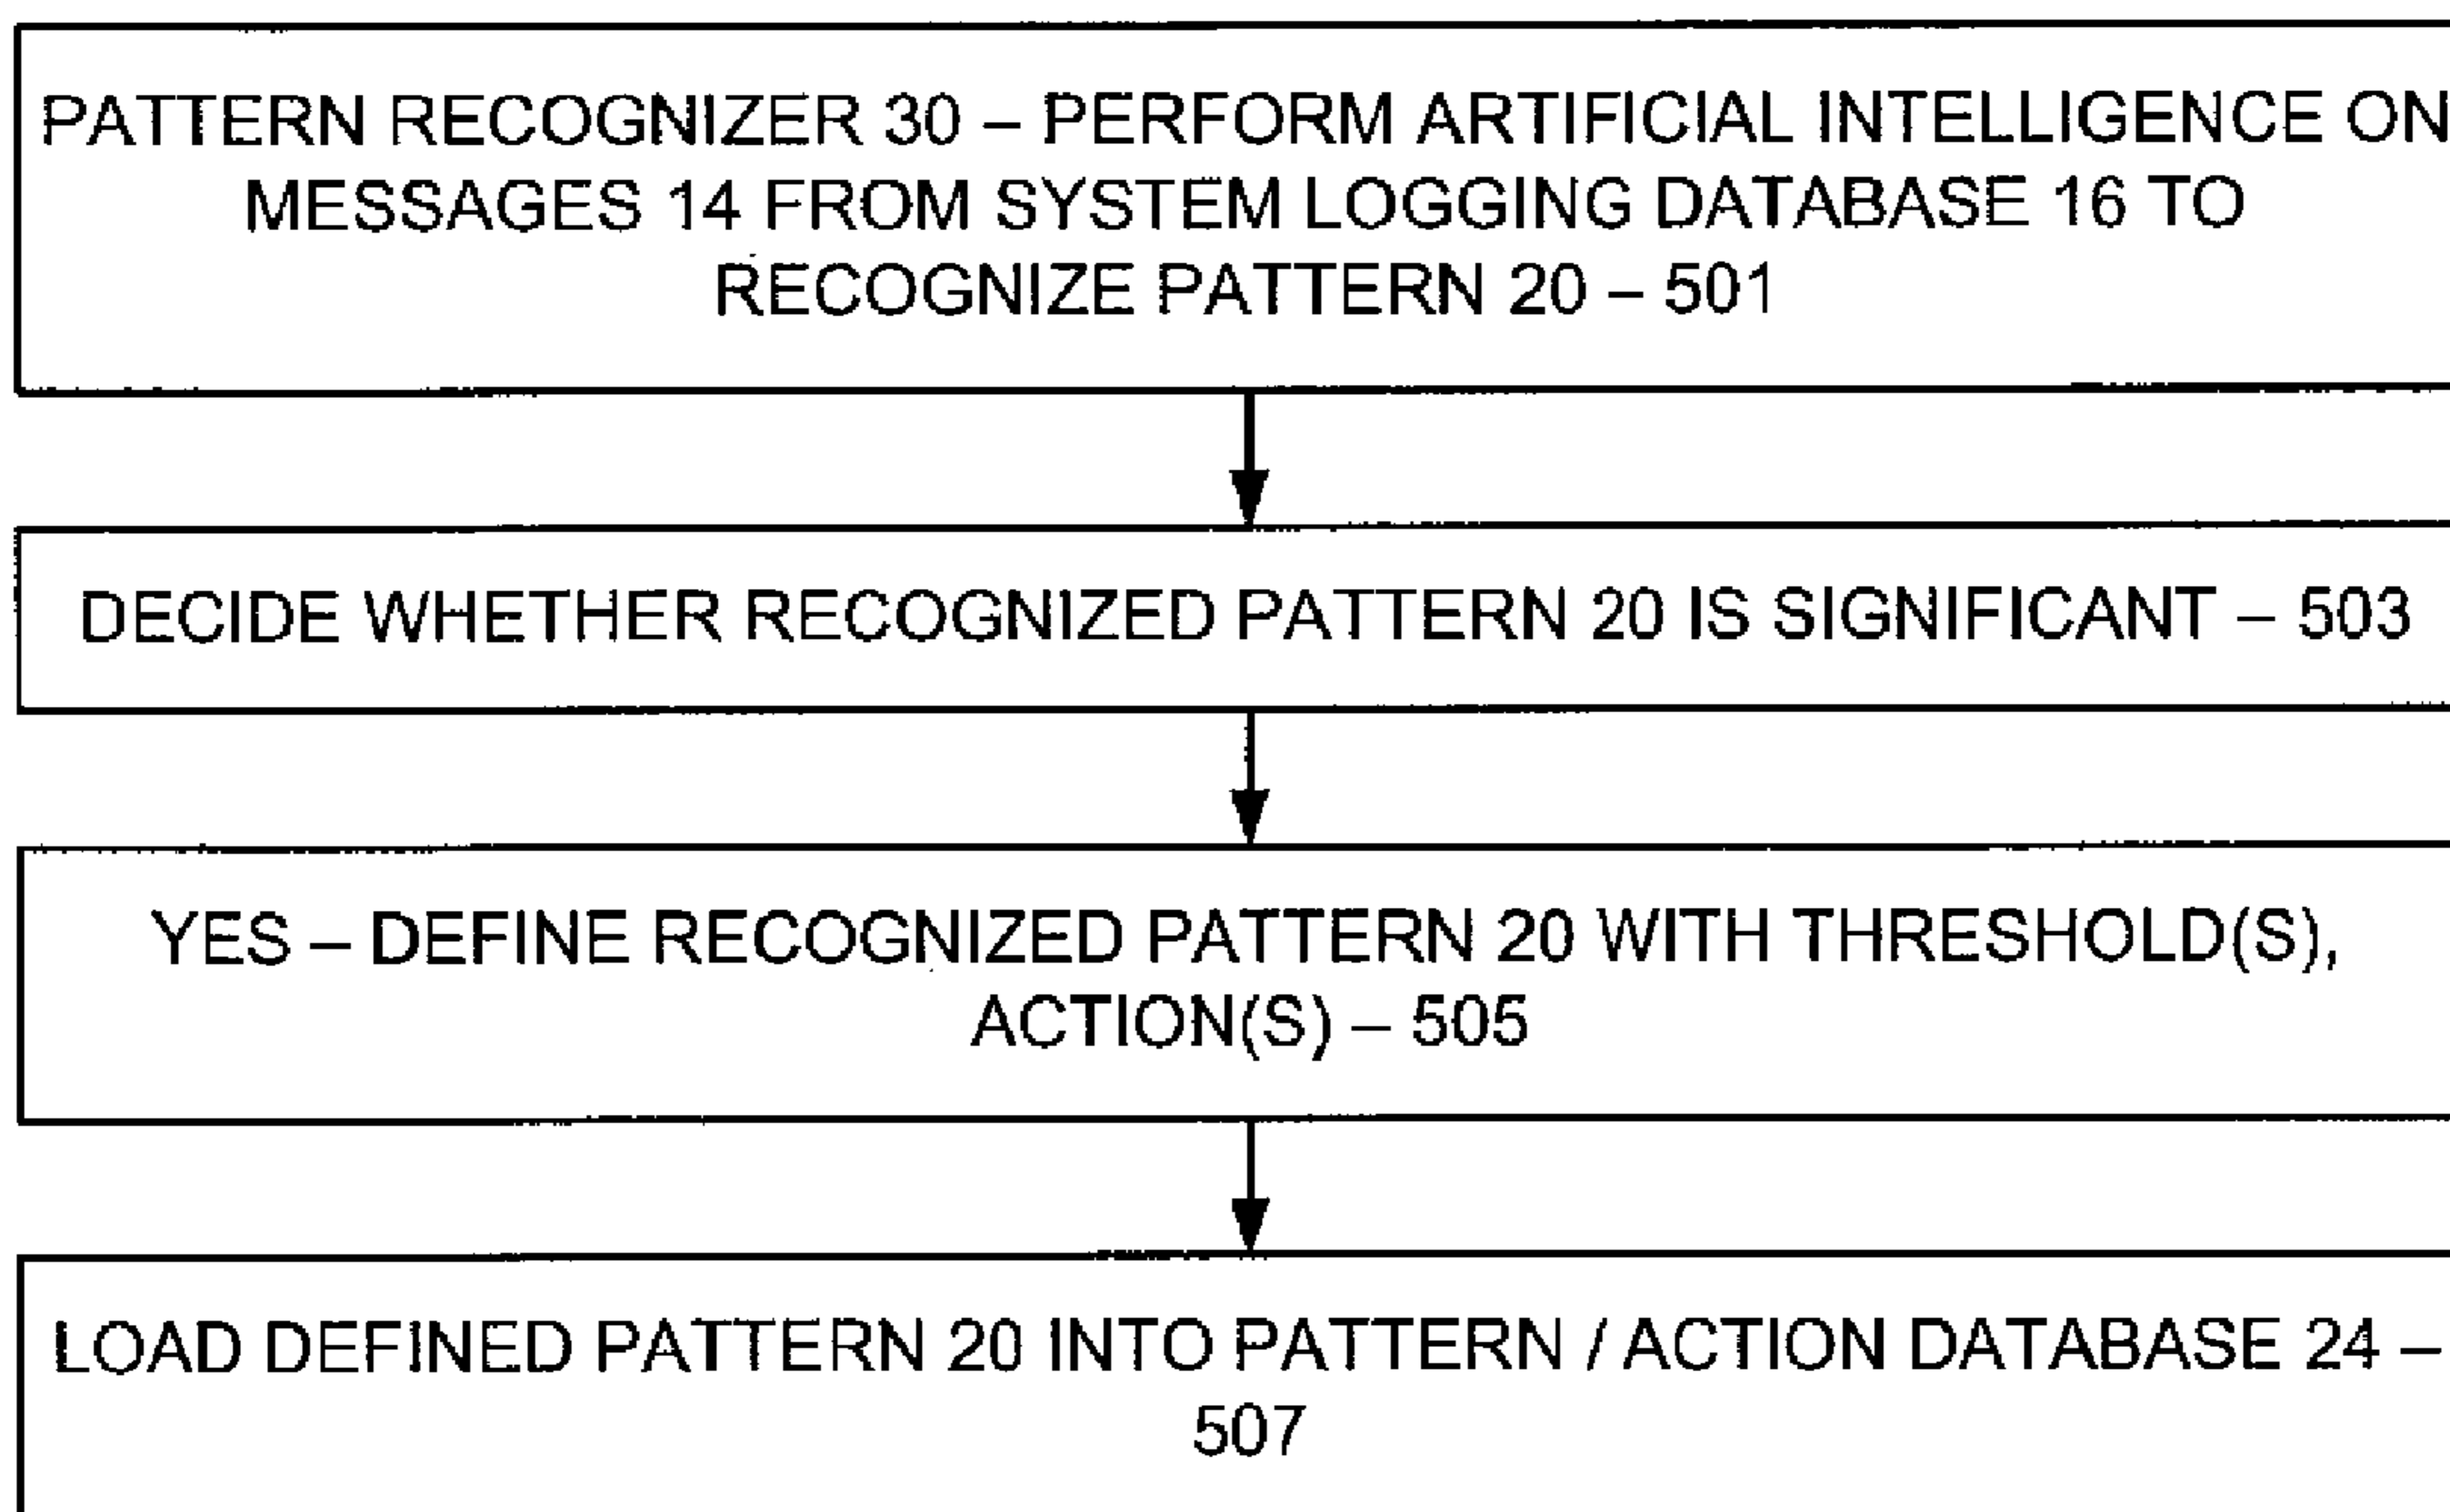 PATTERN RECOGNIZER 30 – PERFORM ARTIFICIAL INTELLIGENCE ON
MESSAGES 14 FROM SYSTEM LOGGING DATABASE 16 TO
RECOGNIZE PATTERN 20 – 501
DECIDE WHETHER RECOGNIZED PATTERN 20 IS SIGNIFICANT – 503
YES – DEFINE RECOGNIZED PATTERN 20 WITH THRESHOLD(S),
ACTION(S) – 505
LOAD DEFINED PATTERN 20 INTO PATTERN / ACTION DATABASE 24 –
507